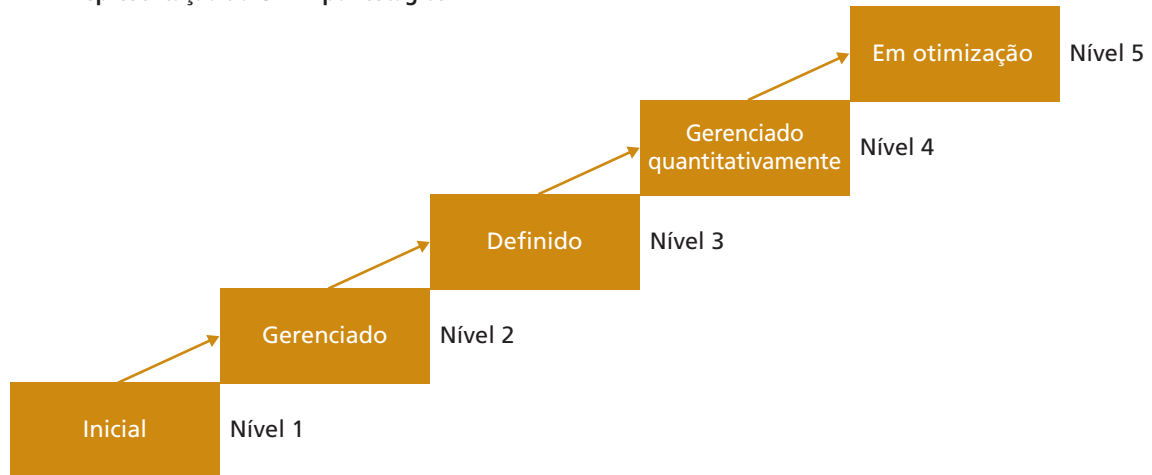 Em otimização Nível 5
Gerenciado
quantitativamente Nível 4
Definido Nível 3
Gerenciado Nível 2
Inicial Nível 1